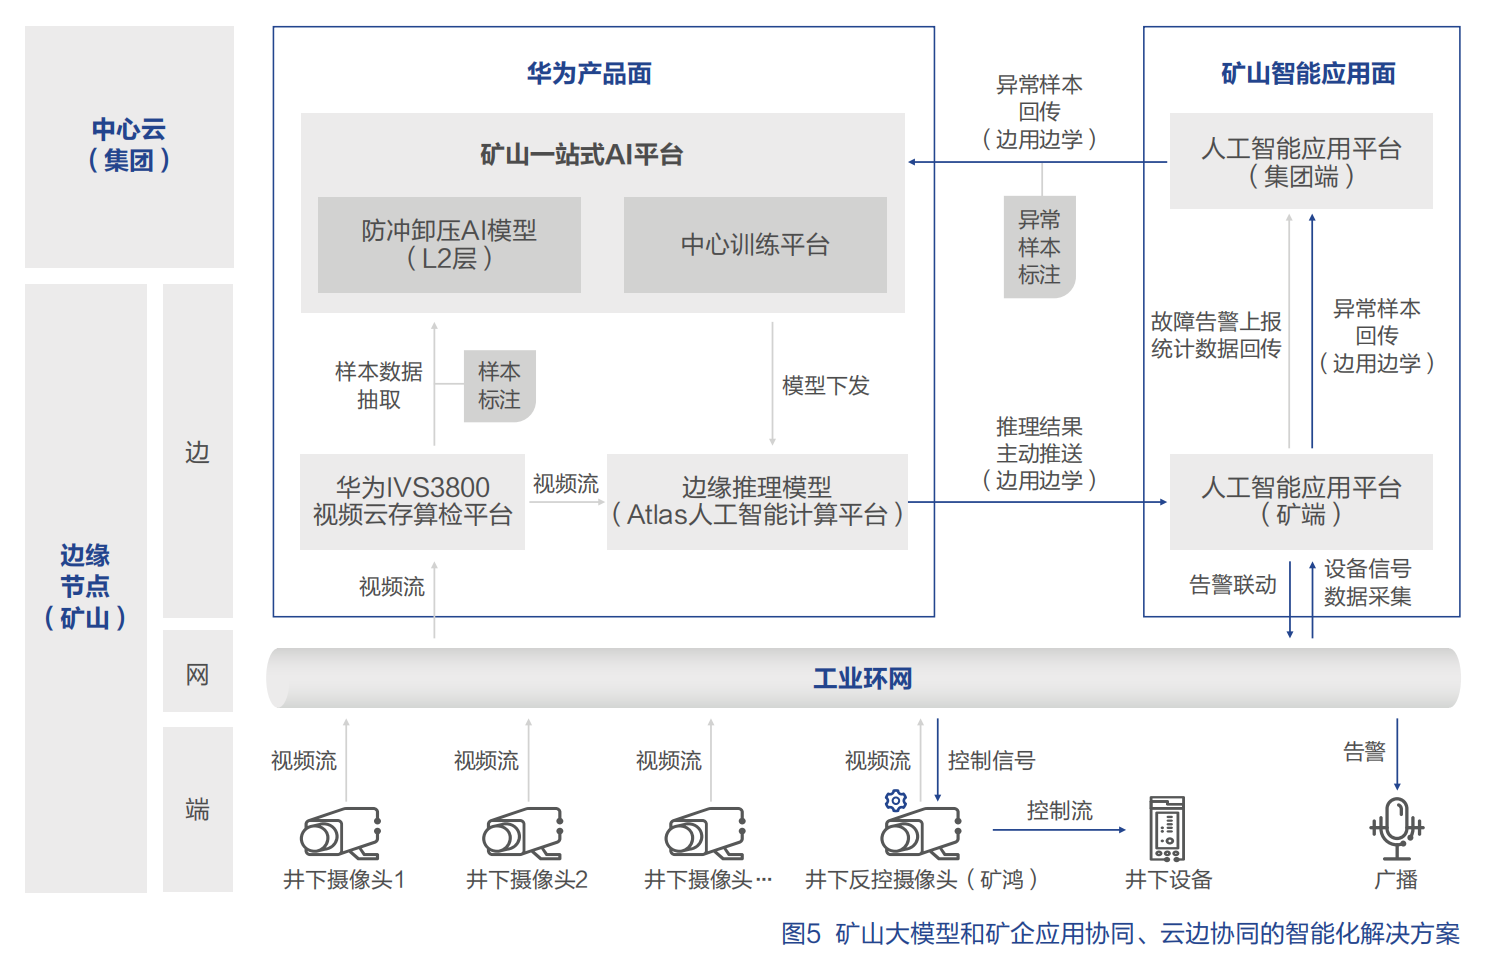 中心云
（集团）
边缘
节点
（矿山）
边
网
端
华为产品面
矿山一站式AI平台
防冲卸压AI模型
（L2层）
中心训练平台
样本数据
抽取
样本
标注
模型下发
华为IVS3800
视频云存算检平台
视频流
边缘推理模型
（Atlas人工智能计算平台）
视频流
异常样本
回传
（边用边学）
异常
样本
标注
推理结果
主动推送
（边用边学）
矿山智能应用面
人工智能应用平台
（集团端）
故障告警上报
统计数据回传
异常样本
回传
（边用边学）
人工智能应用平台
（矿端）
告警联动
设备信号
数据采集
工业环网
视频流
视频流
视频流
视频流
控制信号
告警
控制流
井下摄像头1
井下摄像头2
井下摄像头…
井下反控摄像头（矿鸿）
井下设备
广播
图5 矿山大模型和矿企应用协同、云边协同的智能化解决方案